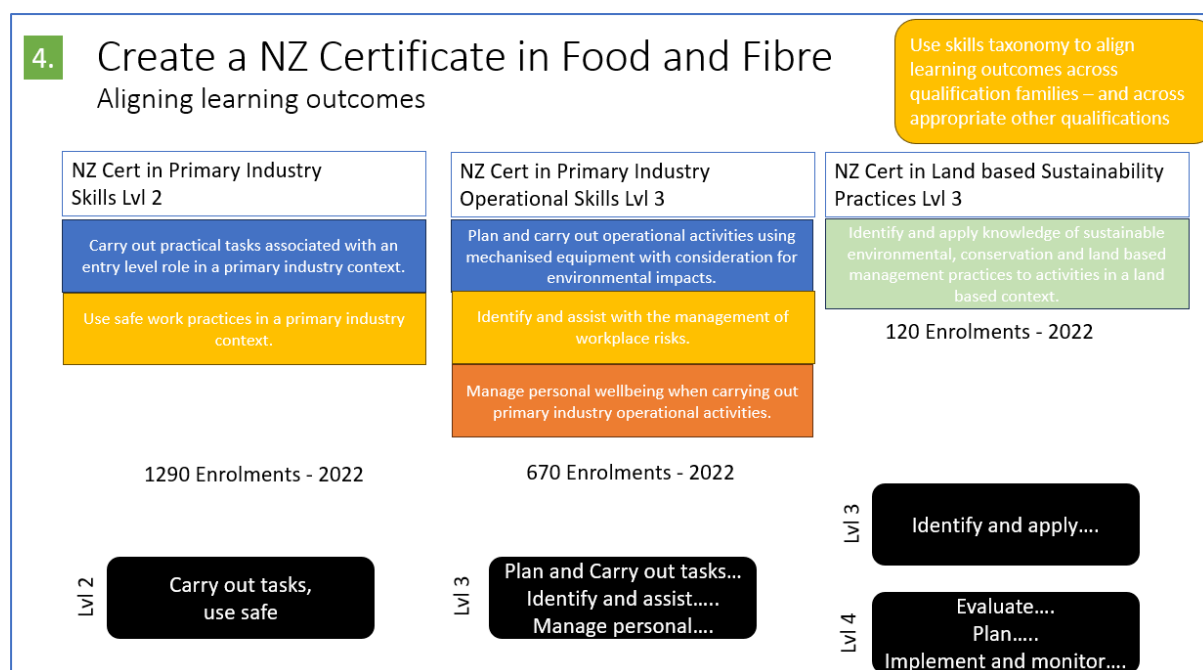 4.
Create a NZ Certificate in Food and Fibre
Aligning learning outcomes
Use skills taxonomy to align
learning outcomes across
qualification families – and across
appropriate other qualifications
NZ Cert in Primary Industry
Skills Lvl 2
Carry out practical tasks associated with an
entry level role in a primary industry context.
Use safe work practices in a primary industry
context.
1290 Enrolments - 2022
Lvl 2
Carry out tasks,
use safe
NZ Cert in Primary Industry
Operational Skills Lvl 3
Plan and carry out operational activities using
mechanised equipment with consideration for
environmental impacts.
Identify and assist with the management of
workplace risks.
Manage personal wellbeing when carrying out
primary industry operational activities.
670 Enrolments - 2022
Lvl 3
Plan and Carry out tasks…
Identify and assist…..
Manage personal….
NZ Cert in Land based Sustainability
Practices Lvl 3
Identify and apply knowledge of sustainable
environmental, conservation and land based
management practices to activities in a land
based context.
120 Enrolments - 2022
Lvl 3
Identify and apply….
Lvl 4
Evaluate….
Plan…..
Implement and monitor….